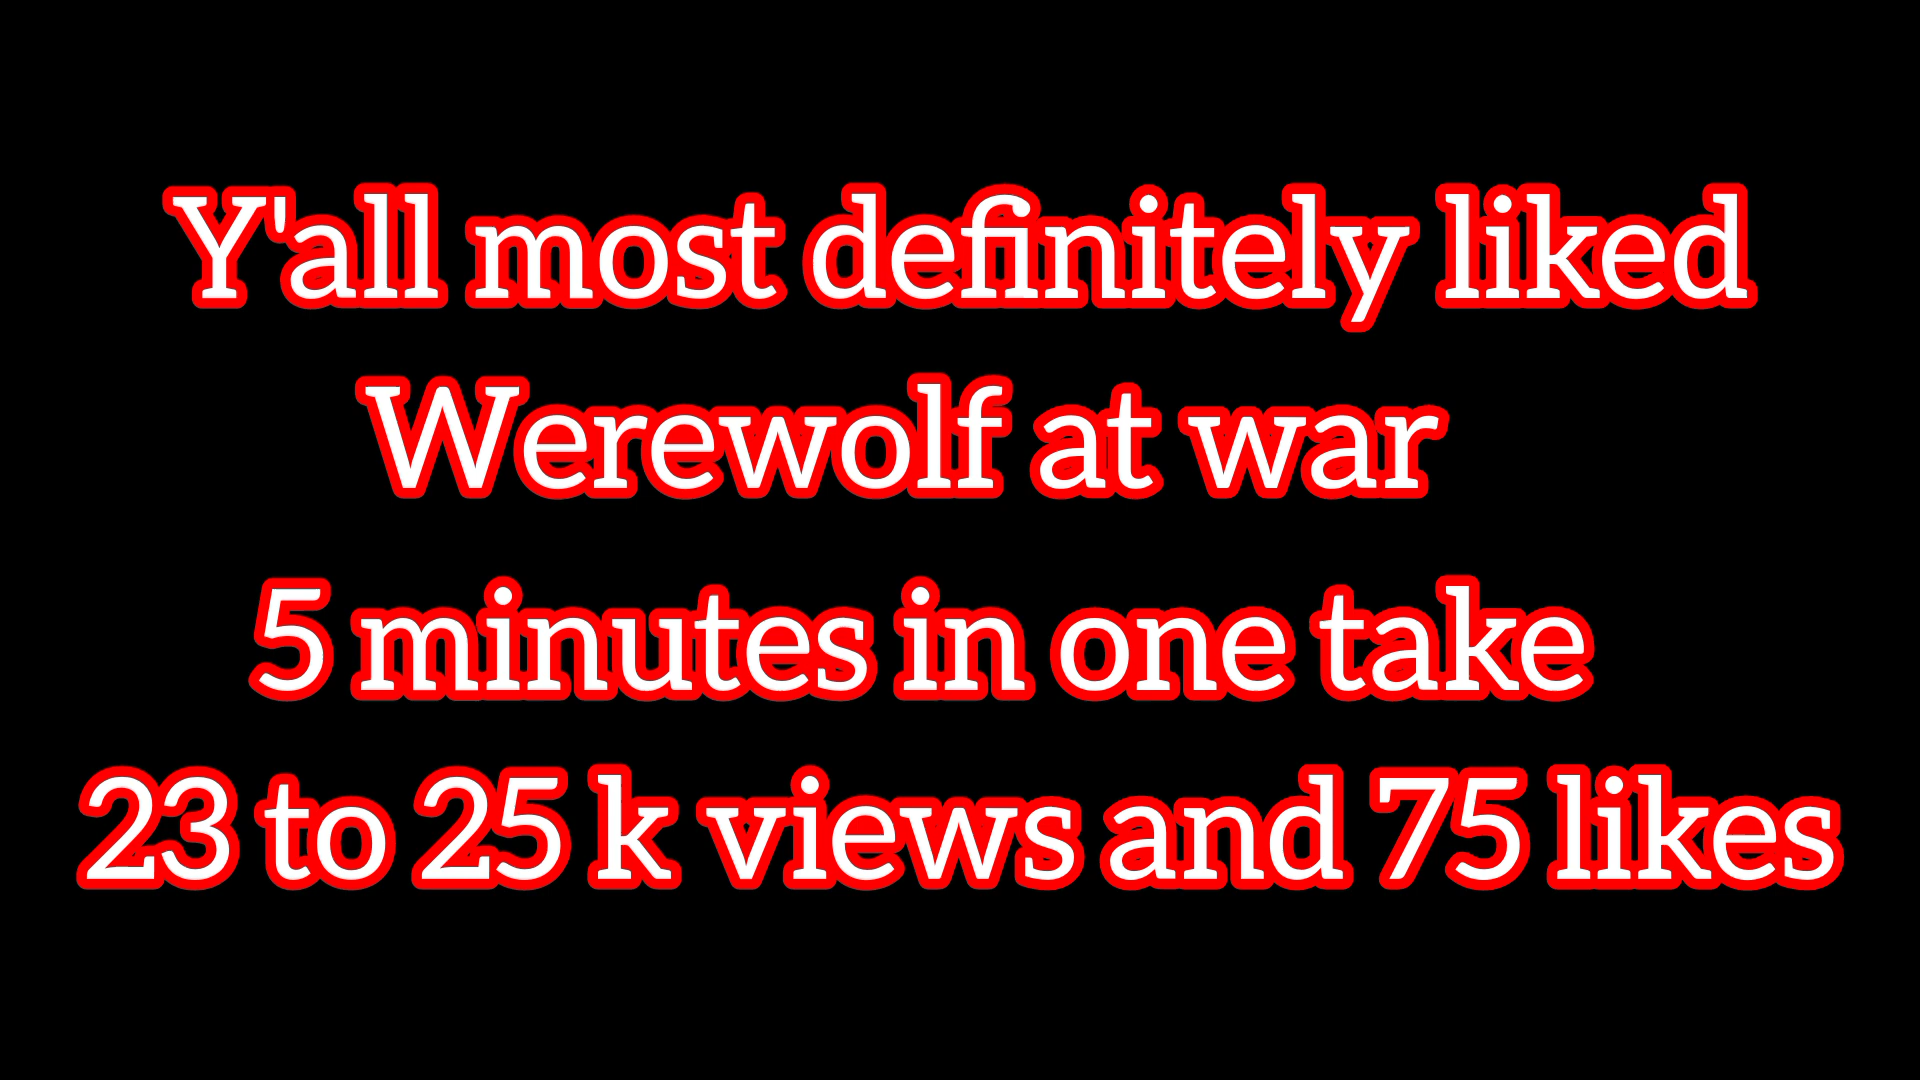 Y'all most definitely liked
Werewolf at war
5 minutes in one take
23 to 25 k views and 75 likes